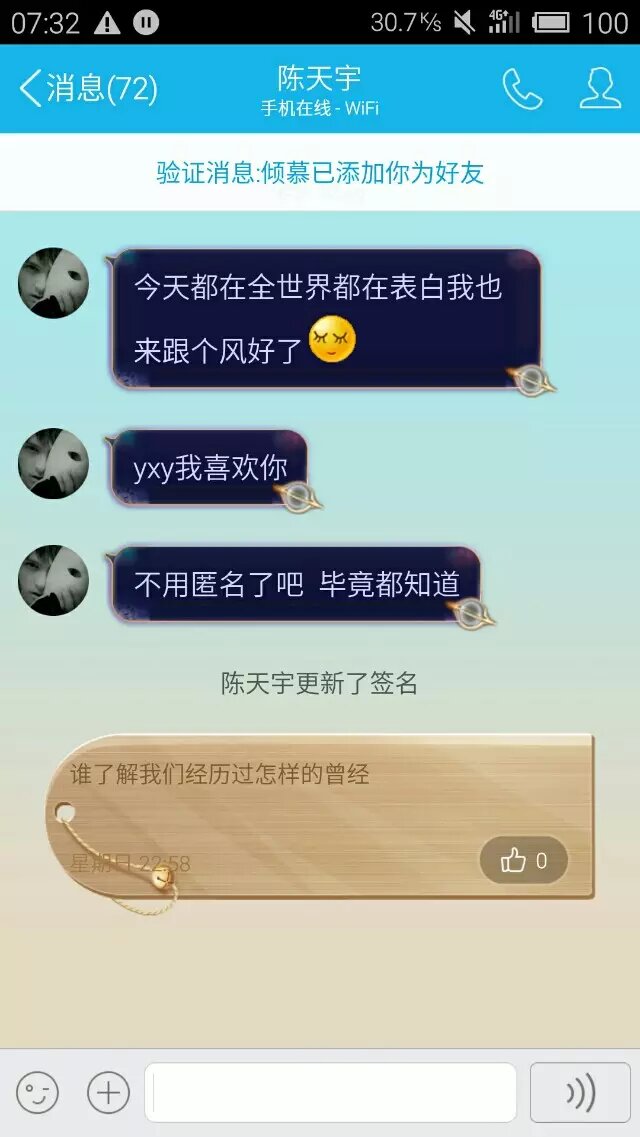 07:32 30.7K/s 4G 100
消息(72)
陈天宇
手机在线 - WiFi
验证消息:倾慕已添加你为好友
今天都在全世界都在表白我也
来跟个风好了
yxy我喜欢你
不用匿名了吧 毕竟都知道
陈天宇更新了签名
谁了解我们经历过怎样的曾经
星期日 22:58
0